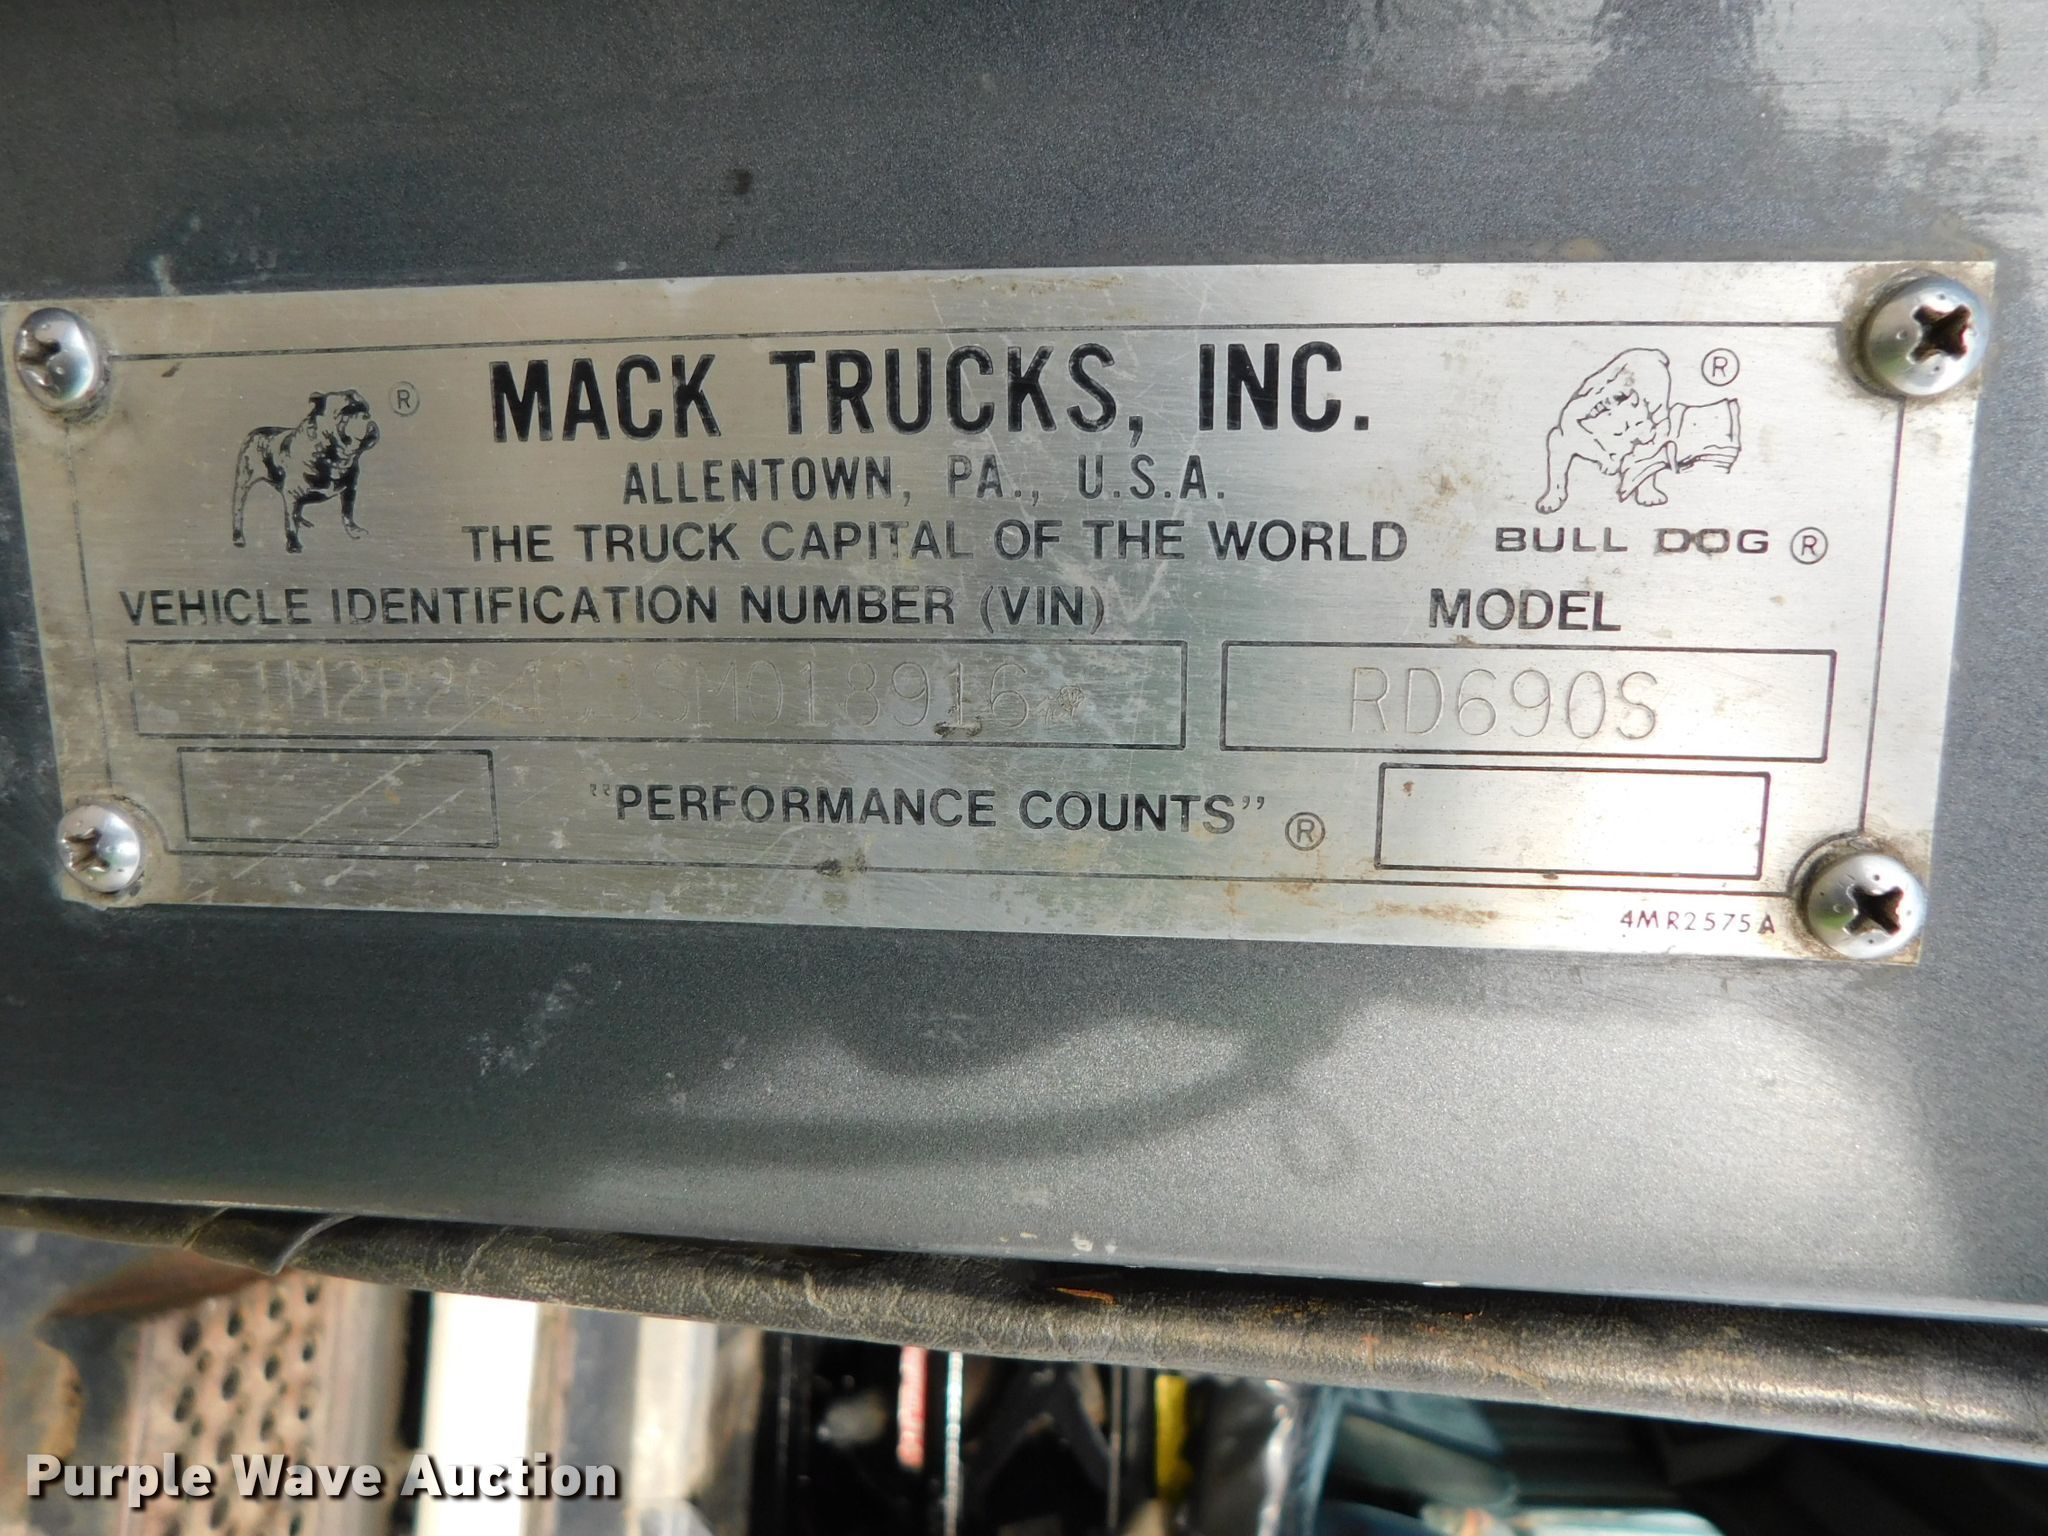 MACK TRUCKS, INC.
ALLENTOWN, PA., U.S.A.
THE TRUCK CAPITAL OF THE WORLD
®
®
BULL DOG ®
VEHICLE IDENTIFICATION NUMBER (VIN)
MODEL
RD690S
"PERFORMANCE COUNTS" ®
4MR2575A
Purple Wave Auction